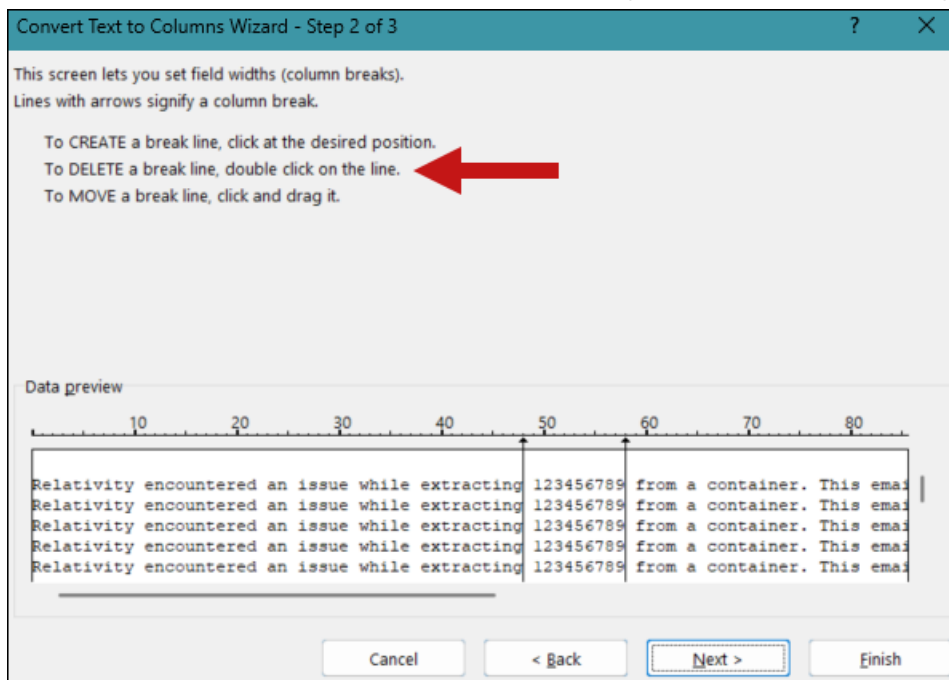 Convert Text to Columns Wizard - Step 2 of 3 ?
This screen lets you set field widths (column breaks).
Lines with arrows signify a column break.
To CREATE a break line, click at the desired position.
To DELETE a break line, double click on the line.
To MOVE a break line, click and drag it.
Data preview
10 20 30 40 50 60 70 80
Relativity encountered an issue while extracting 123456789 from a container. This emai
Relativity encountered an issue while extracting 123456789 from a container. This emai
Relativity encountered an issue while extracting 123456789 from a container. This emai
Relativity encountered an issue while extracting 123456789 from a container. This emai
Relativity encountered an issue while extracting 123456789 from a container. This emai
Cancel < Back Next > Finish